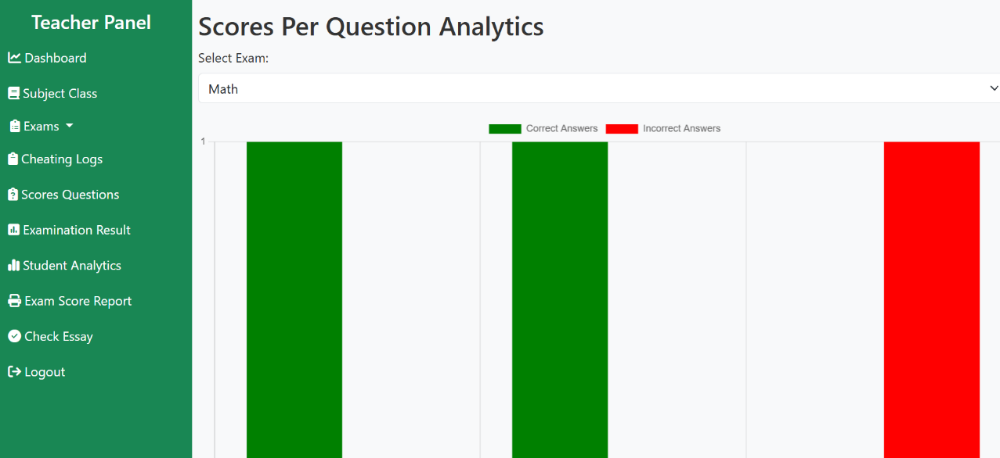 Teacher Panel
Dashboard
Subject Class
Exams
Cheating Logs
Scores Questions
Examination Result
Student Analytics
Exam Score Report
Check Essay
Logout
Scores Per Question Analytics
Select Exam:
Math
Correct Answers
Incorrect Answers
1